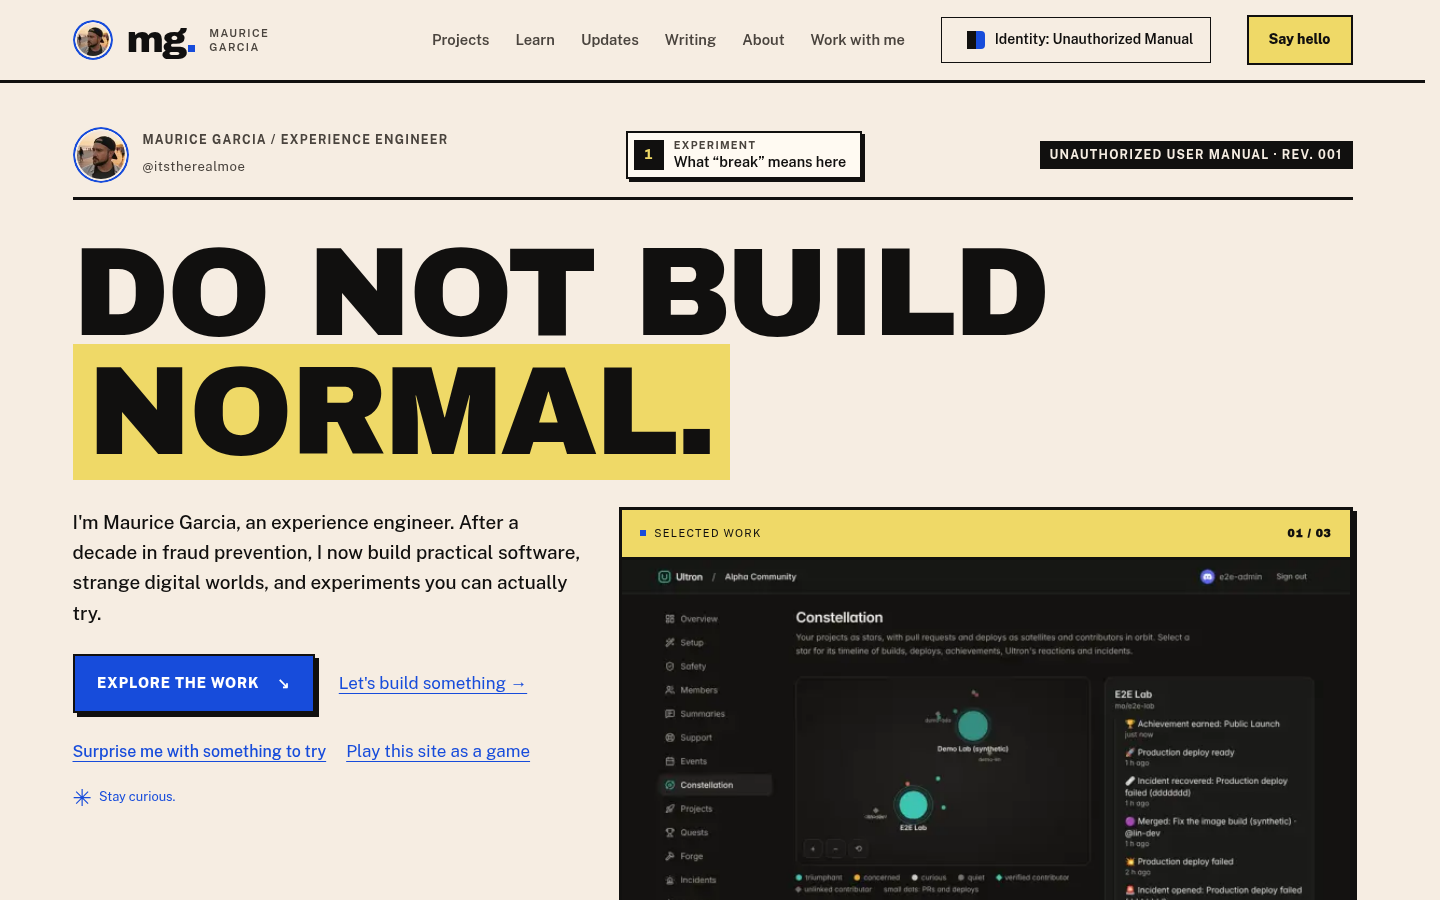 mg.
MAURICE
GARCIA
Projects
Learn
Updates
Writing
About
Work with me
Identity: Unauthorized Manual
Say hello
MAURICE GARCIA / EXPERIENCE ENGINEER
@itstherealmoe
1
EXPERIMENT
What “break” means here
UNAUTHORIZED USER MANUAL · REV. 001
DO NOT BUILD
NORMAL.
I'm Maurice Garcia, an experience engineer. After a
decade in fraud prevention, I now build practical software,
strange digital worlds, and experiments you can actually
try.
EXPLORE THE WORK ↘
Let's build something →
Surprise me with something to try
Play this site as a game
Stay curious.
SELECTED WORK
01 / 03
Ultron / Alpha Community
e2e-admin
Sign out
Overview
Setup
Safety
Members
Summaries
Support
Events
Constellation
Projects
Quests
Forge
Incidents
Constellation
Your projects as stars, with pull requests and deploys as satellites and contributors in orbit. Select a
star for its timeline of builds, deploys, achievements, Ultron's reactions and incidents.
Demo Lab (synthetic)
E2E Lab
triumphant
concerned
curious
quiet
verified contributor
unlinked contributor
small dots: PRs and deploys
E2E Lab
mo/e2e-lab
Achievement earned: Public Launch
just now
Production deploy ready
1 h ago
Incident recovered: Production deploy
failed (ddddddd)
1 h ago
Merged: Fix the image build (synthetic) ·
@lin-dev
1 h ago
Production deploy failed
2 h ago
Incident opened: Production deploy failed